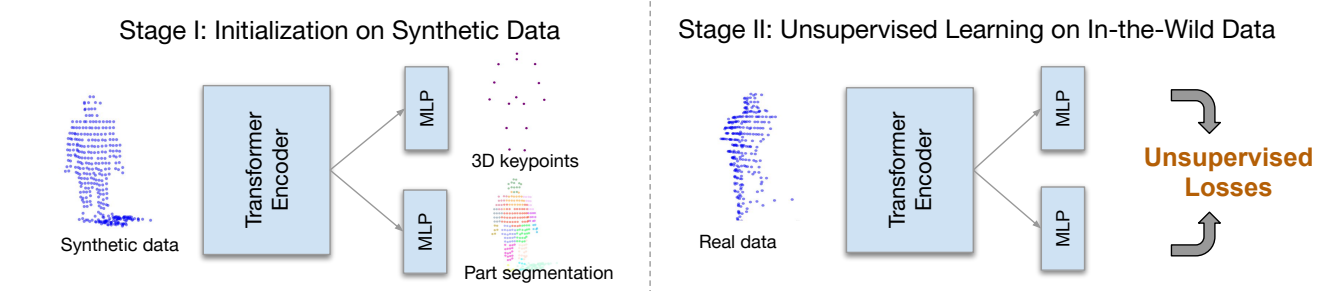 Stage I: Initialization on Synthetic Data
Synthetic data
Transformer
Encoder
MLP
3D keypoints
MLP
Part segmentation
Stage II: Unsupervised Learning on In-the-Wild Data
Real data
Transformer
Encoder
MLP
MLP
Unsupervised
Losses